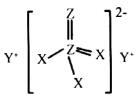 Z 2-
Y⁺ X Z X Y⁺
X